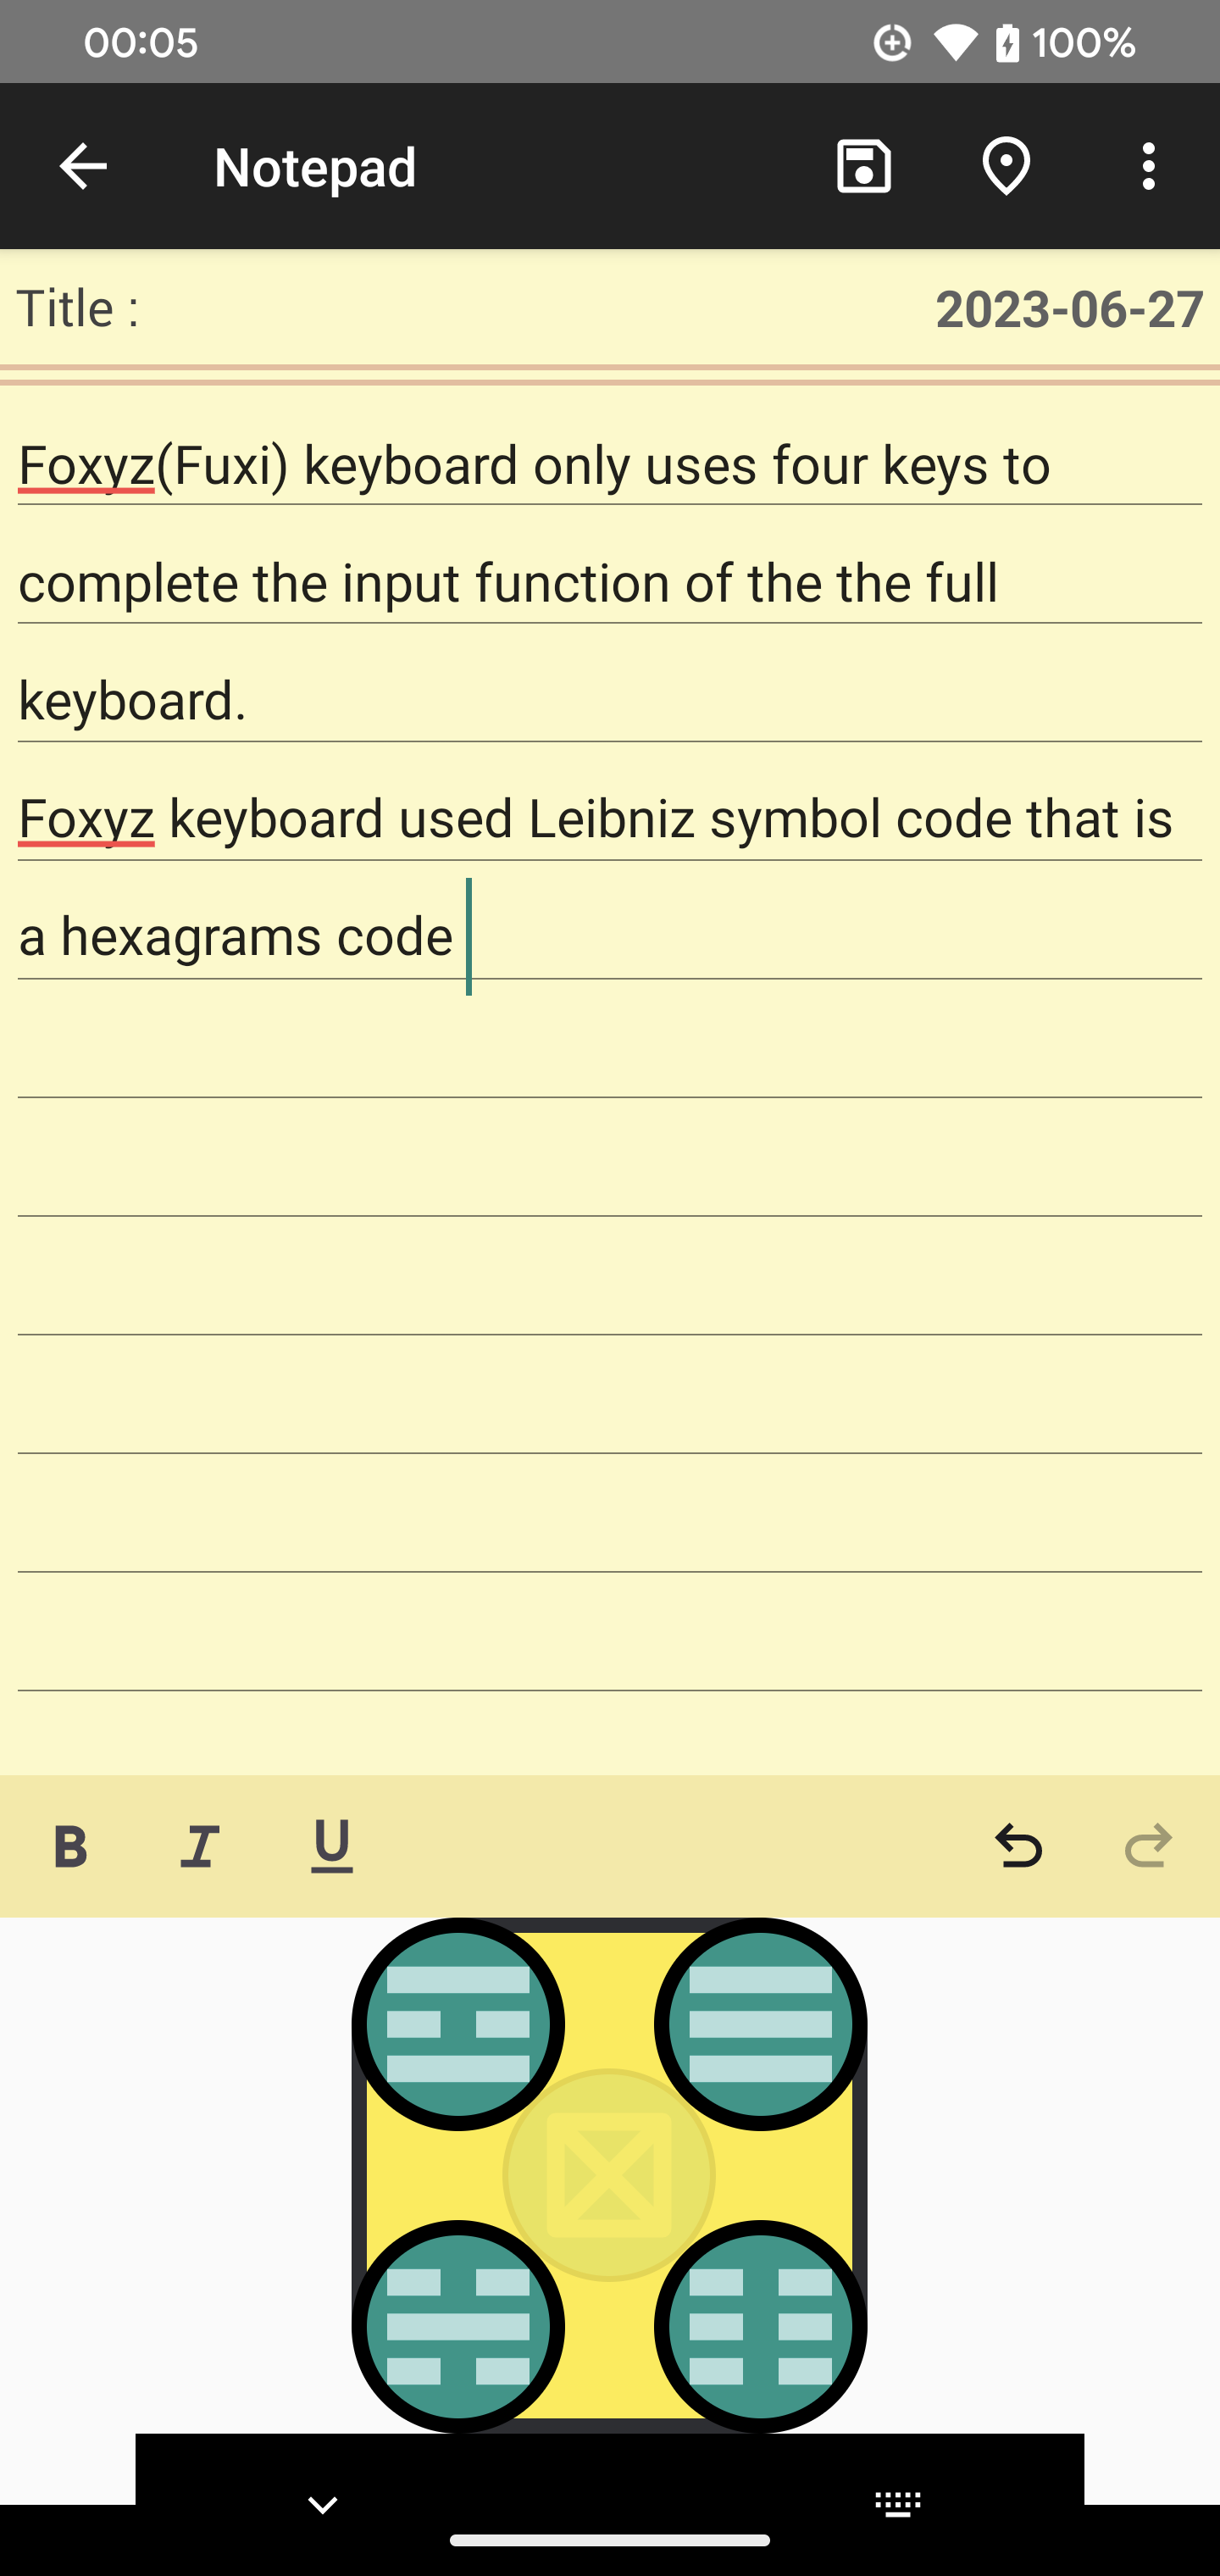 00:05 100%
Notepad
Title : 2023-06-27
Foxyz(Fuxi) keyboard only uses four keys to
complete the input function of the the full
keyboard.
Foxyz keyboard used Leibniz symbol code that is
a hexagrams code
B I U